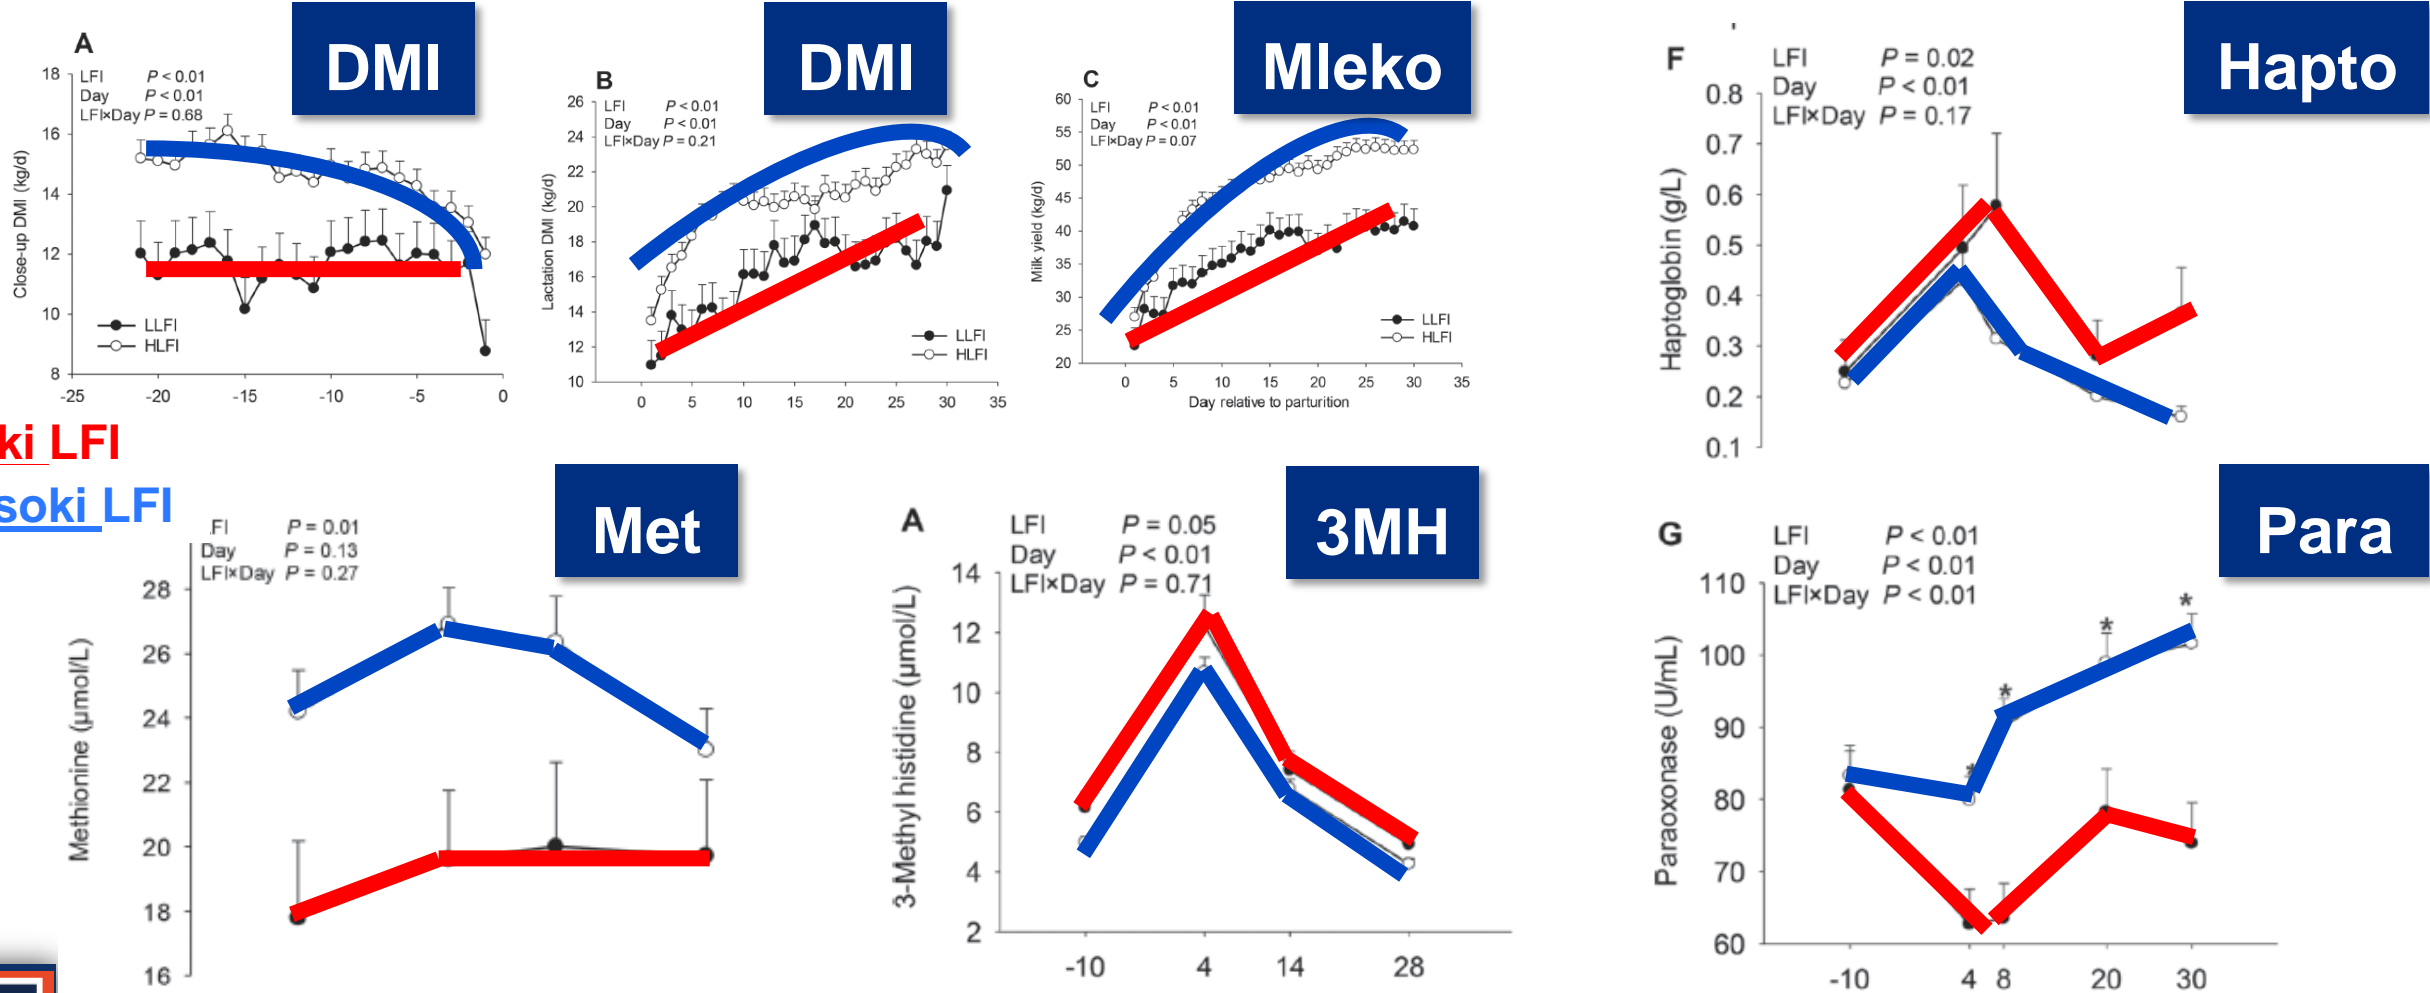 DMI
A
LFI P < 0.01
Day P < 0.01
LFI×Day P = 0.68
Close-up DMI (kg/d)
18
16
14
12
10
8
LLFI
HLFI
-25 -20 -15 -10 -5 0
DMI
B
LFI P < 0.01
Day P < 0.01
LFI×Day P = 0.21
Lactation DMI (kg/d)
26
24
22
20
18
16
14
12
10
LLFI
HLFI
0 5 10 15 20 25 30 35
Mleko
C
LFI P < 0.01
Day P < 0.01
LFI×Day P = 0.07
Milk yield (kg/d)
60
55
50
45
40
35
30
25
20
LLFI
HLFI
0 5 10 15 20 25 30 35
Day relative to parturition
Hapto
F
LFI P = 0.02
Day P < 0.01
LFI×Day P = 0.17
Haptoglobin (g/L)
0.8
0.7
0.6
0.5
0.4
0.3
0.2
0.1
ki LFI
soki LFI
Met
.FI P = 0.01
Day P = 0.13
LFI×Day P = 0.27
Methionine (µmol/L)
28
26
24
22
20
18
16
3MH
A
LFI P = 0.05
Day P < 0.01
LFI×Day P = 0.71
3-Methyl histidine (µmol/L)
14
12
10
8
6
4
2
-10 4 14 28
Para
G
LFI P < 0.01
Day P < 0.01
LFI×Day P < 0.01
Paraoxonase (U/mL)
110
100
90
80
70
60
* * * *
-10 4 8 20 30